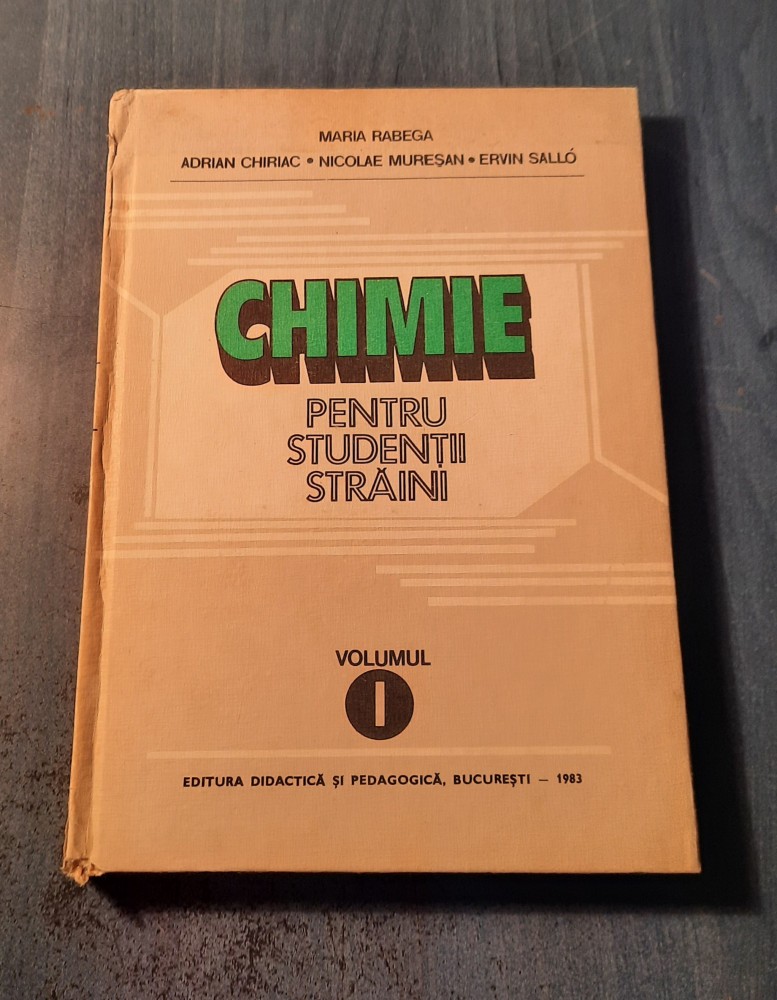 MARIA RABEGA
ADRIAN CHIRIAC • NICOLAE MUREȘAN • ERVIN SALLÓ
CHIMIE
PENTRU
STUDENȚII
STRĂINI
VOLUMUL
I
EDITURA DIDACTICĂ ȘI PEDAGOGICĂ, BUCUREȘTI — 1983